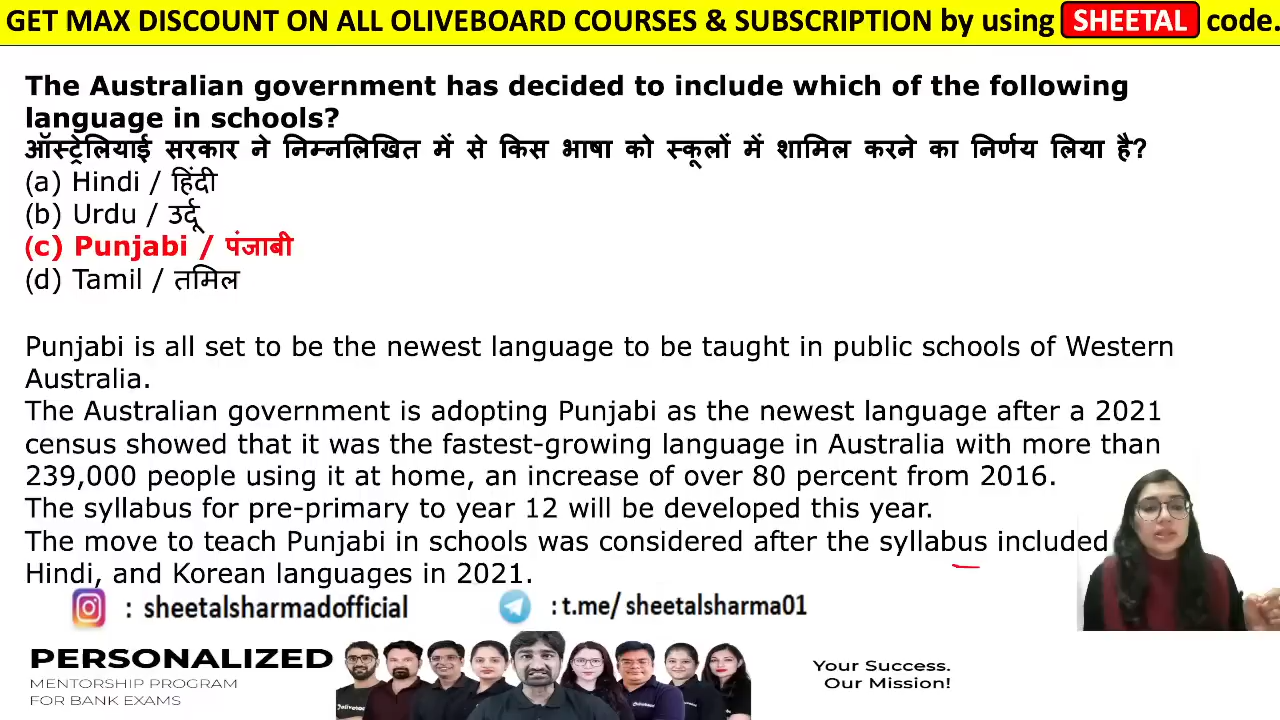 GET MAX DISCOUNT ON ALL OLIVEBOARD COURSES & SUBSCRIPTION by using SHEETAL code.
The Australian government has decided to include which of the following
language in schools?
ऑस्ट्रेलियाई सरकार ने निम्नलिखित में से किस भाषा को स्कूलों में शामिल करने का निर्णय लिया है?
(a) Hindi / हिंदी
(b) Urdu / उर्दू
(c) Punjabi / पंजाबी
(d) Tamil / तमिल
Punjabi is all set to be the newest language to be taught in public schools of Western
Australia.
The Australian government is adopting Punjabi as the newest language after a 2021
census showed that it was the fastest-growing language in Australia with more than
239,000 people using it at home, an increase of over 80 percent from 2016.
The syllabus for pre-primary to year 12 will be developed this year.
The move to teach Punjabi in schools was considered after the syllabus included
Hindi, and Korean languages in 2021.
: sheetalsharmadofficial
: t.me/ sheetalsharma01
PERSONALIZED
MENTORSHIP PROGRAM
FOR BANK EXAMS
Your Success.
Our Mission!